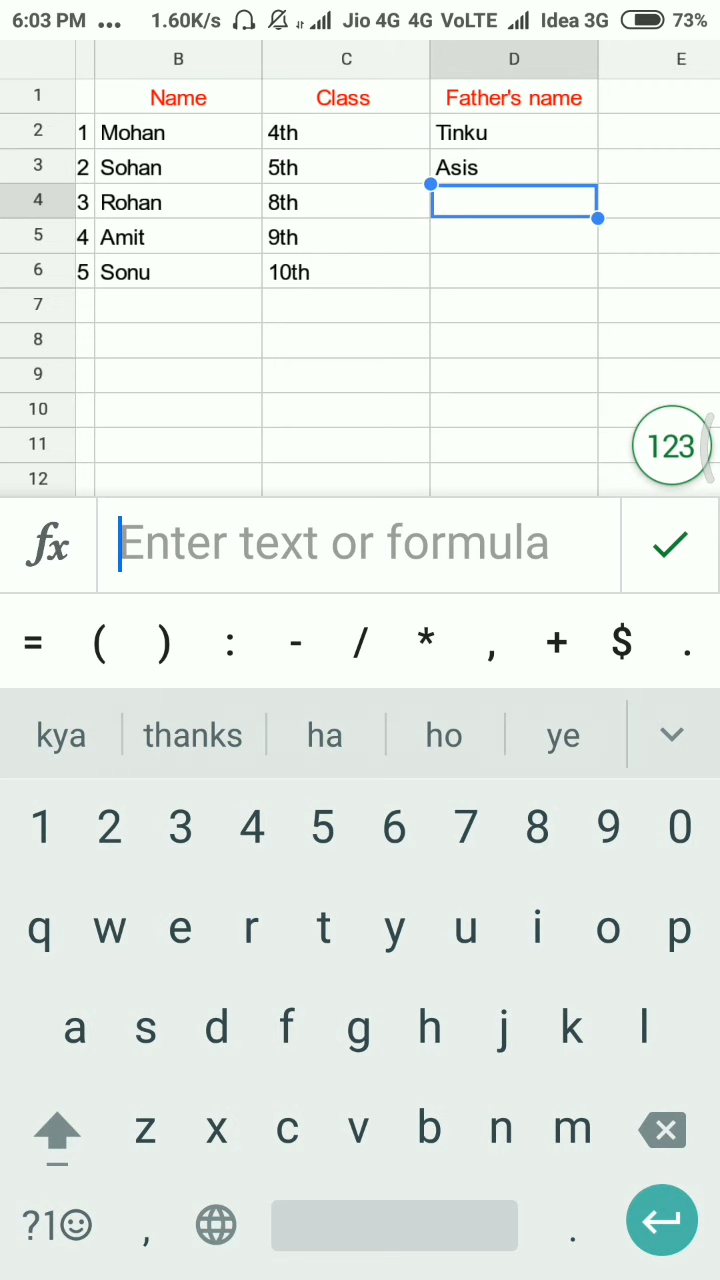 6:03 PM ... 1.60K/s Jio 4G 4G VoLTE Idea 3G 73%
B C D E
1 Name Class Father's name
2 1 Mohan 4th Tinku
3 2 Sohan 5th Asis
4 3 Rohan 8th
5 4 Amit 9th
6 5 Sonu 10th
7
8
9
10
11
12
123
fx Enter text or formula
= ( ) : - / * , + $ .
kya thanks ha ho ye
1 2 3 4 5 6 7 8 9 0
q w e r t y u i o p
a s d f g h j k l
z x c v b n m
?1☺ , .